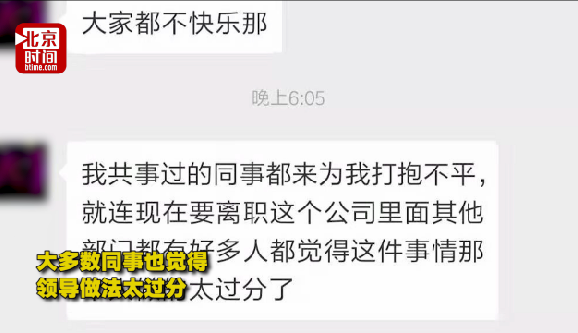 大家都不快乐那
北京
时间
btime.com
晚上6:05
我共事过的同事都来为我打抱不平，
就连现在要离职这个公司里面其他
部门都有好多人都觉得这件事情那
太过分了
大多数同事也觉得
领导做法太过分